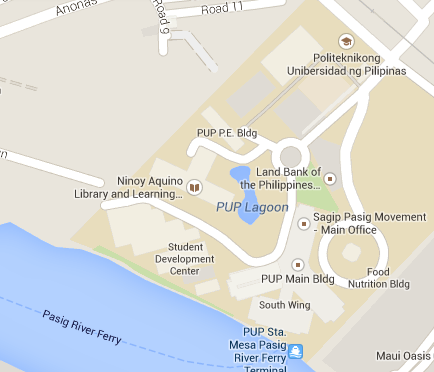 Anonas
Road 9
Road 11
Politeknikong
Unibersidad ng Pilipinas
PUP P.E. Bldg
Land Bank of
the Philippines...
Ninoy Aquino
Library and Learning...
PUP Lagoon
Sagip Pasig Movement
- Main Office
Student
Development
Center
PUP Main Bldg
Food
Nutrition Bldg
South Wing
Pasig River Ferry
PUP Sta.
Mesa Pasig
River Ferry
Terminal
Maui Oasis